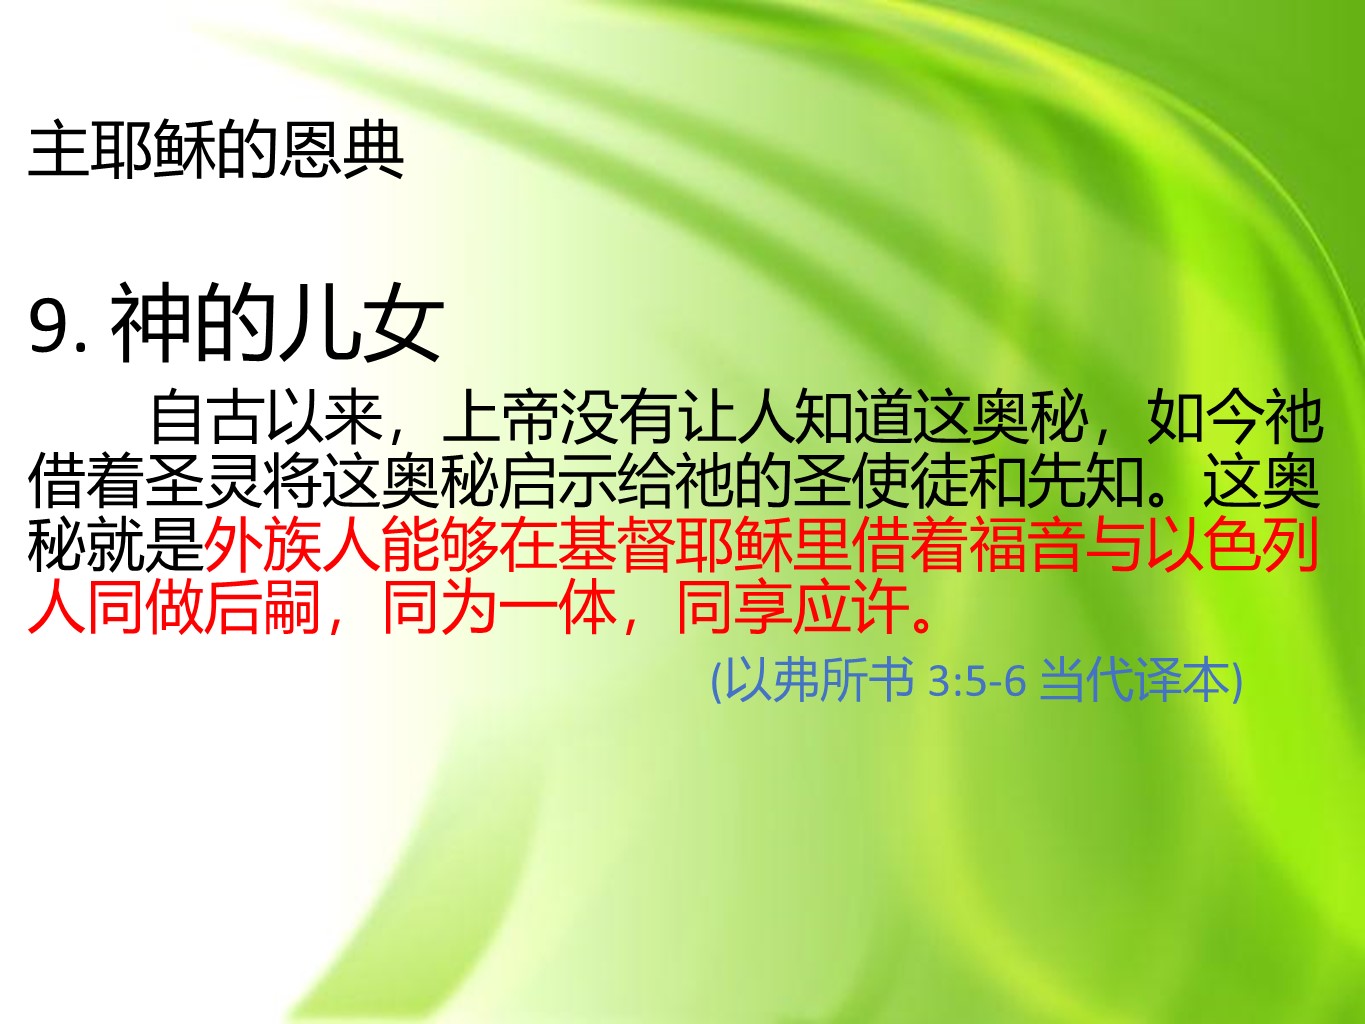 主耶稣的恩典
9. 神的儿女
自古以来，上帝没有让人知道这奥秘，如今祂
借着圣灵将这奥秘启示给祂的圣使徒和先知。这奥
秘就是外族人能够在基督耶稣里借着福音与以色列
人同做后嗣，同为一体，同享应许。
(以弗所书 3:5-6 当代译本)